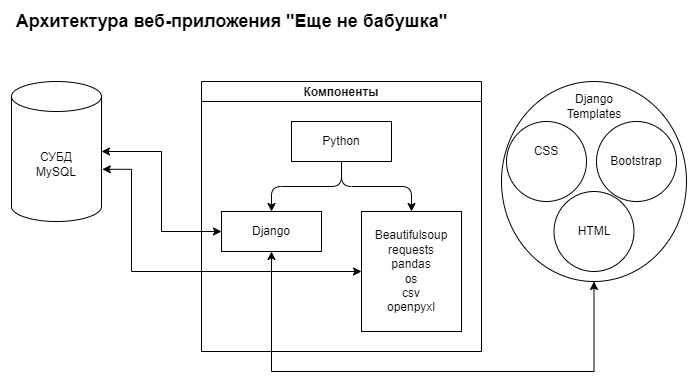 Архитектура веб-приложения "Еще не бабушка"
СУБД
MySQL
Компоненты
Python
Django
Beautifulsoup
requests
pandas
os
csv
openpyxl
Django
Templates
CSS
Bootstrap
HTML